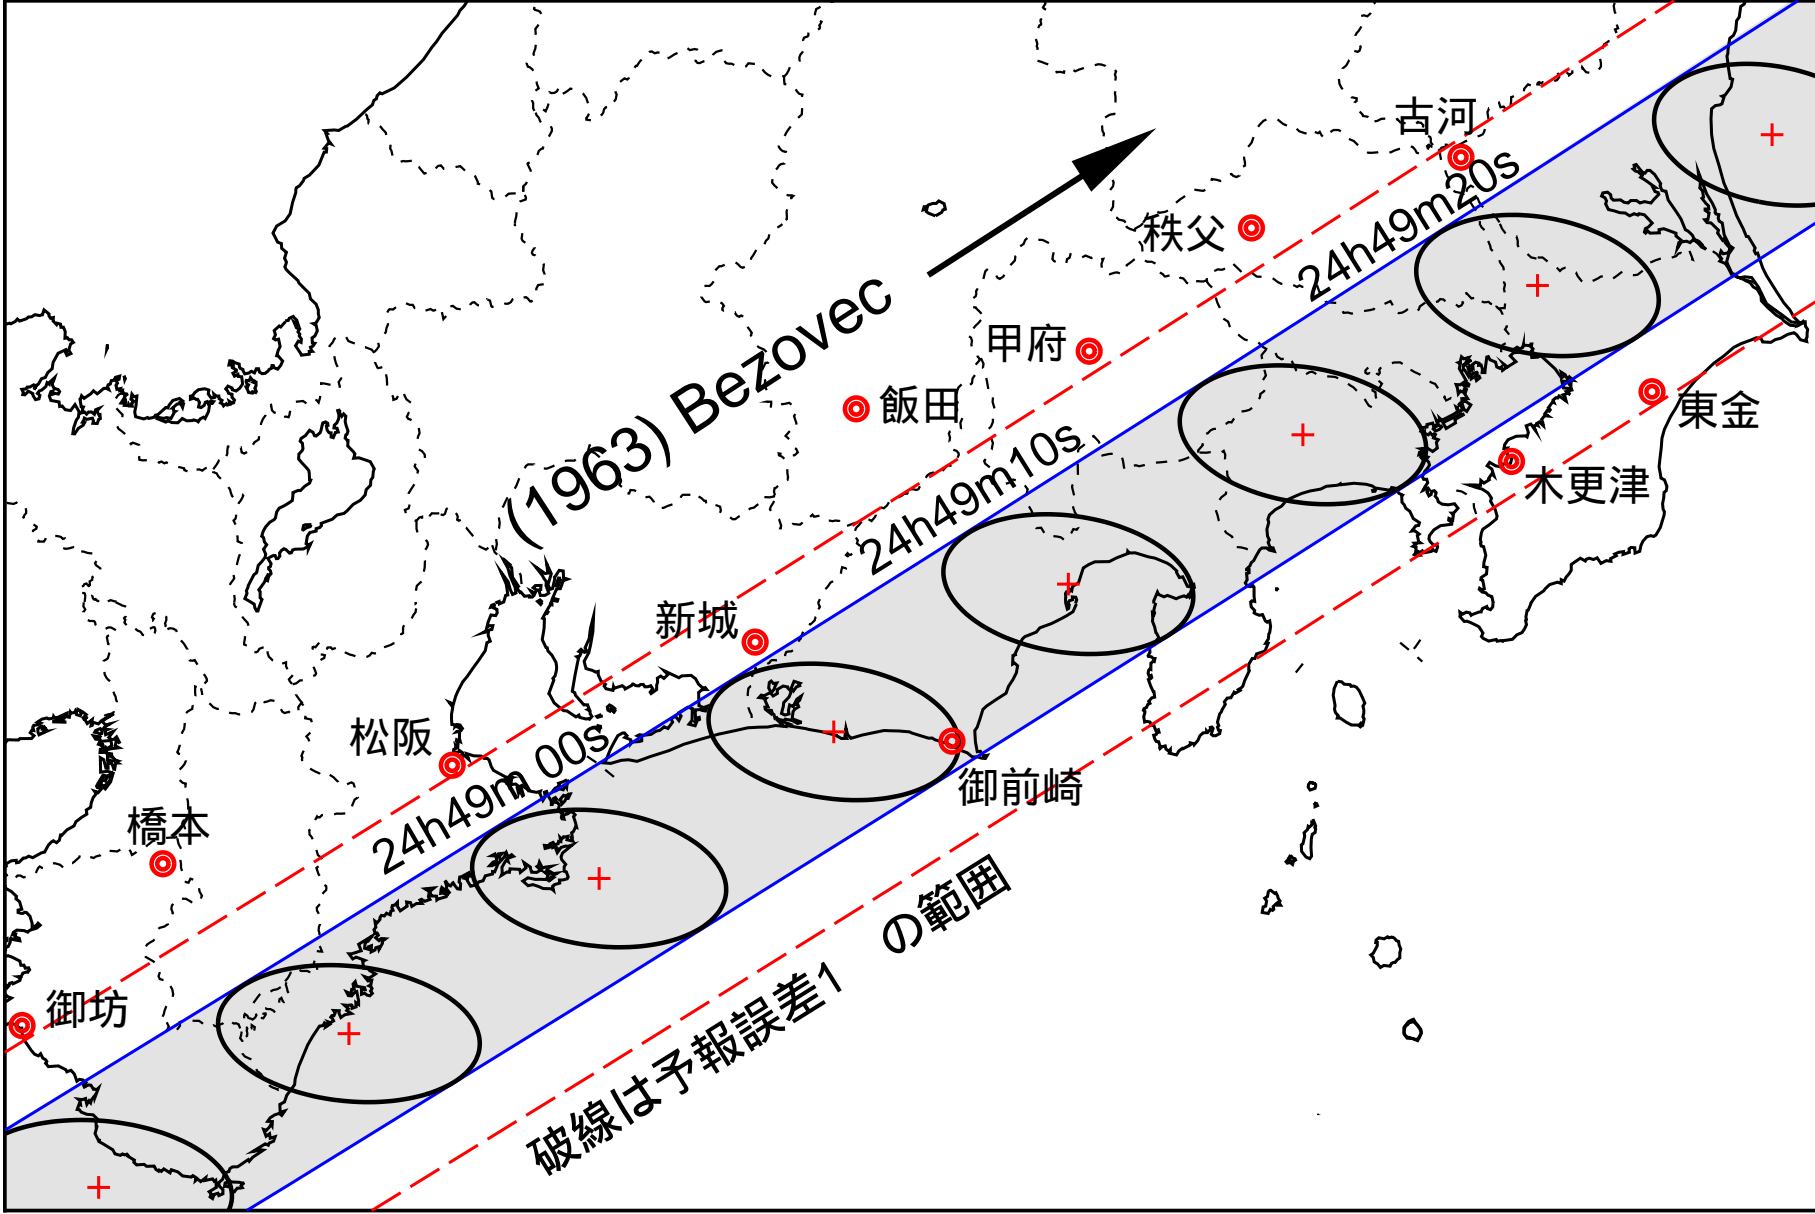 古河
24h49m20s
秩父
(1963) Bezovec
甲府
飯田
東金
24h49m10s
木更津
新城
松阪
24h49m 00s
御前崎
橋本
破線は予報誤差1 の範囲
御坊